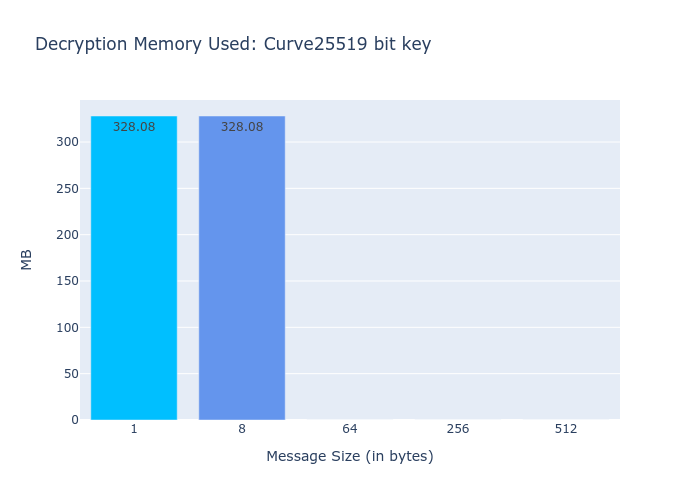 Decryption Memory Used: Curve25519 bit key
328.08 328.08
300
250
200
150
100
50
0
MB
1 8 64 256 512
Message Size (in bytes)